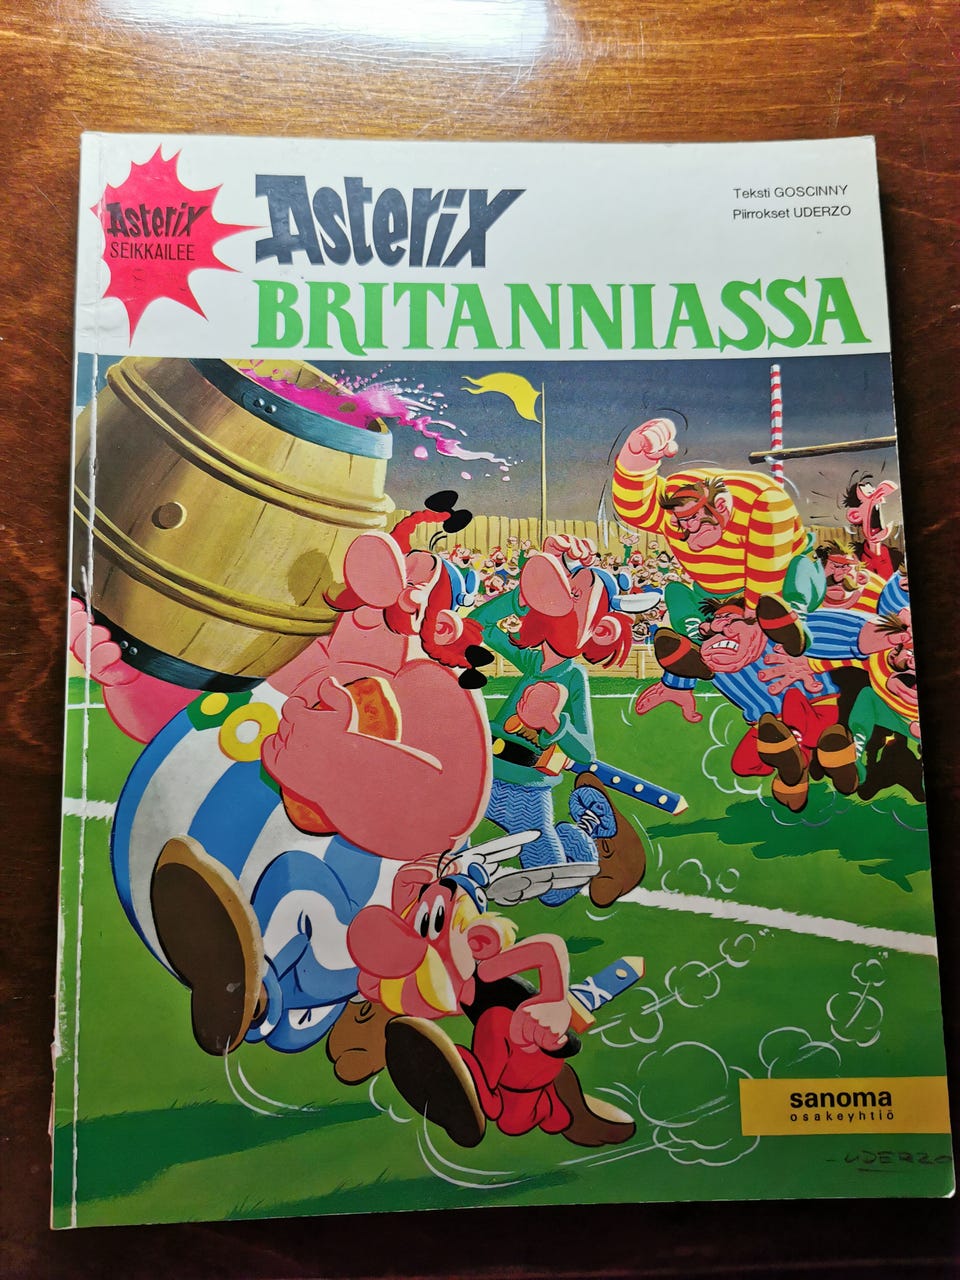 Asterix
SEIKKAILEE
Asterix
BRITANNIASSA
Teksti GOSCINNY
Piirrokset UDERZO
sanoma
osakeyhtiö
-UDERZO